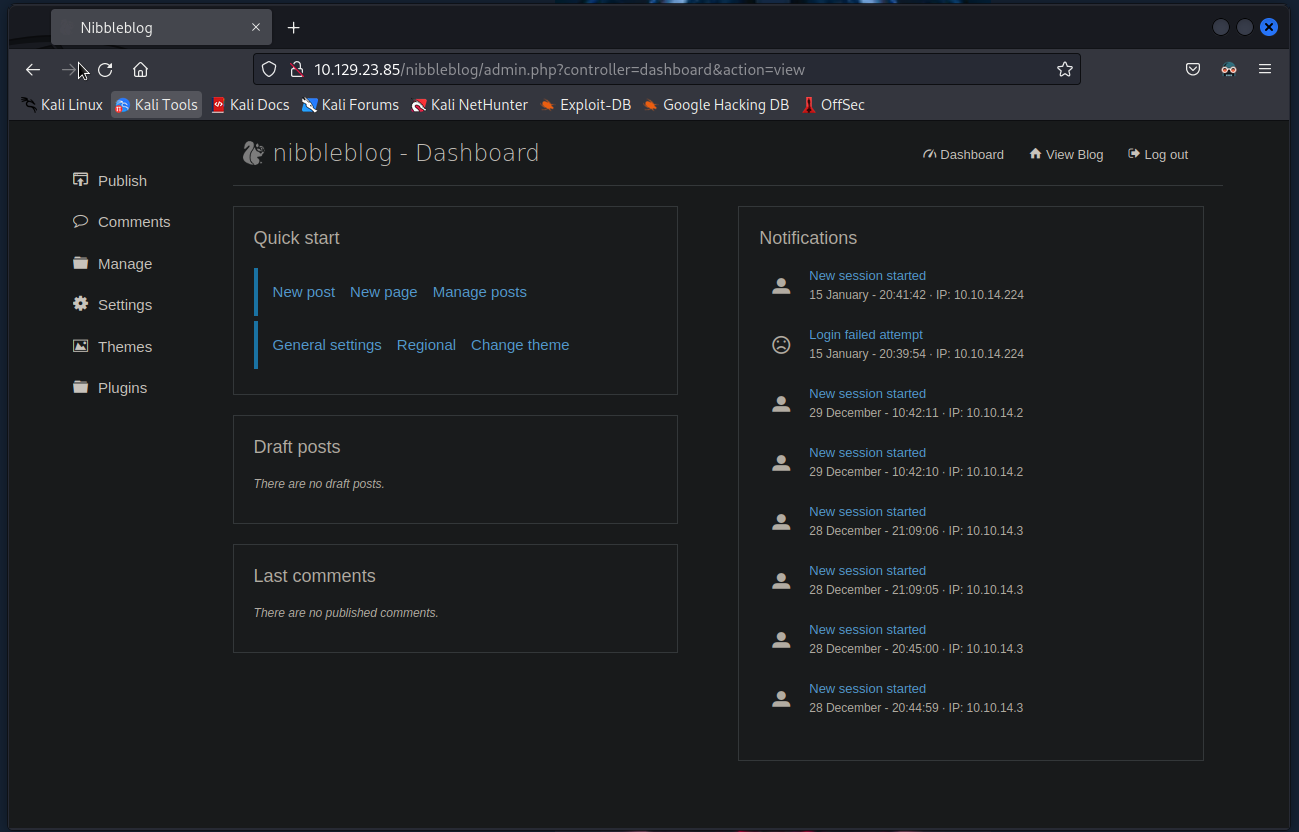 Nibbleblog
10.129.23.85/nibbleblog/admin.php?controller=dashboard&action=view
Kali Linux Kali Tools Kali Docs Kali Forums Kali NetHunter Exploit-DB Google Hacking DB OffSec
nibbleblog - Dashboard
Dashboard View Blog Log out
Publish
Comments
Manage
Settings
Themes
Plugins
Quick start
New post New page Manage posts
General settings Regional Change theme
Draft posts
There are no draft posts.
Last comments
There are no published comments.
Notifications
New session started
15 January - 20:41:42 · IP: 10.10.14.224
Login failed attempt
15 January - 20:39:54 · IP: 10.10.14.224
New session started
29 December - 10:42:11 · IP: 10.10.14.2
New session started
29 December - 10:42:10 · IP: 10.10.14.2
New session started
28 December - 21:09:06 · IP: 10.10.14.3
New session started
28 December - 21:09:05 · IP: 10.10.14.3
New session started
28 December - 20:45:00 · IP: 10.10.14.3
New session started
28 December - 20:44:59 · IP: 10.10.14.3